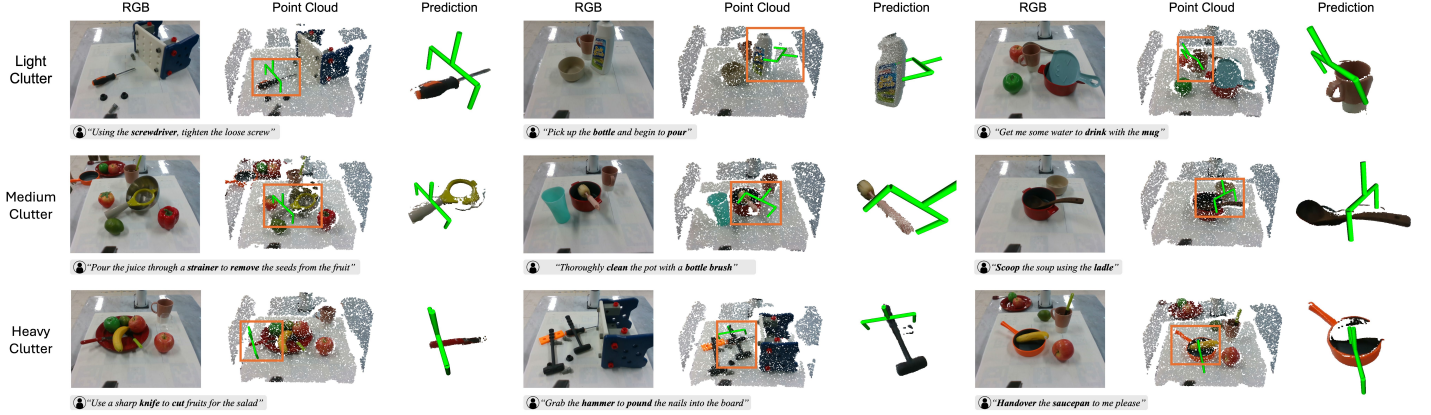 RGB Point Cloud Prediction RGB Point Cloud Prediction RGB Point Cloud Prediction
Light
Clutter
“Using the screwdriver, tighten the loose screw”
“Pick up the bottle and begin to pour”
“Get me some water to drink with the mug”
Medium
Clutter
“Pour the juice through a strainer to remove the seeds from the fruit”
“Thoroughly clean the pot with a bottle brush”
“Scoop the soup using the ladle”
Heavy
Clutter
“Use a sharp knife to cut fruits for the salad”
“Grab the hammer to pound the nails into the board”
“Handover the saucepan to me please”